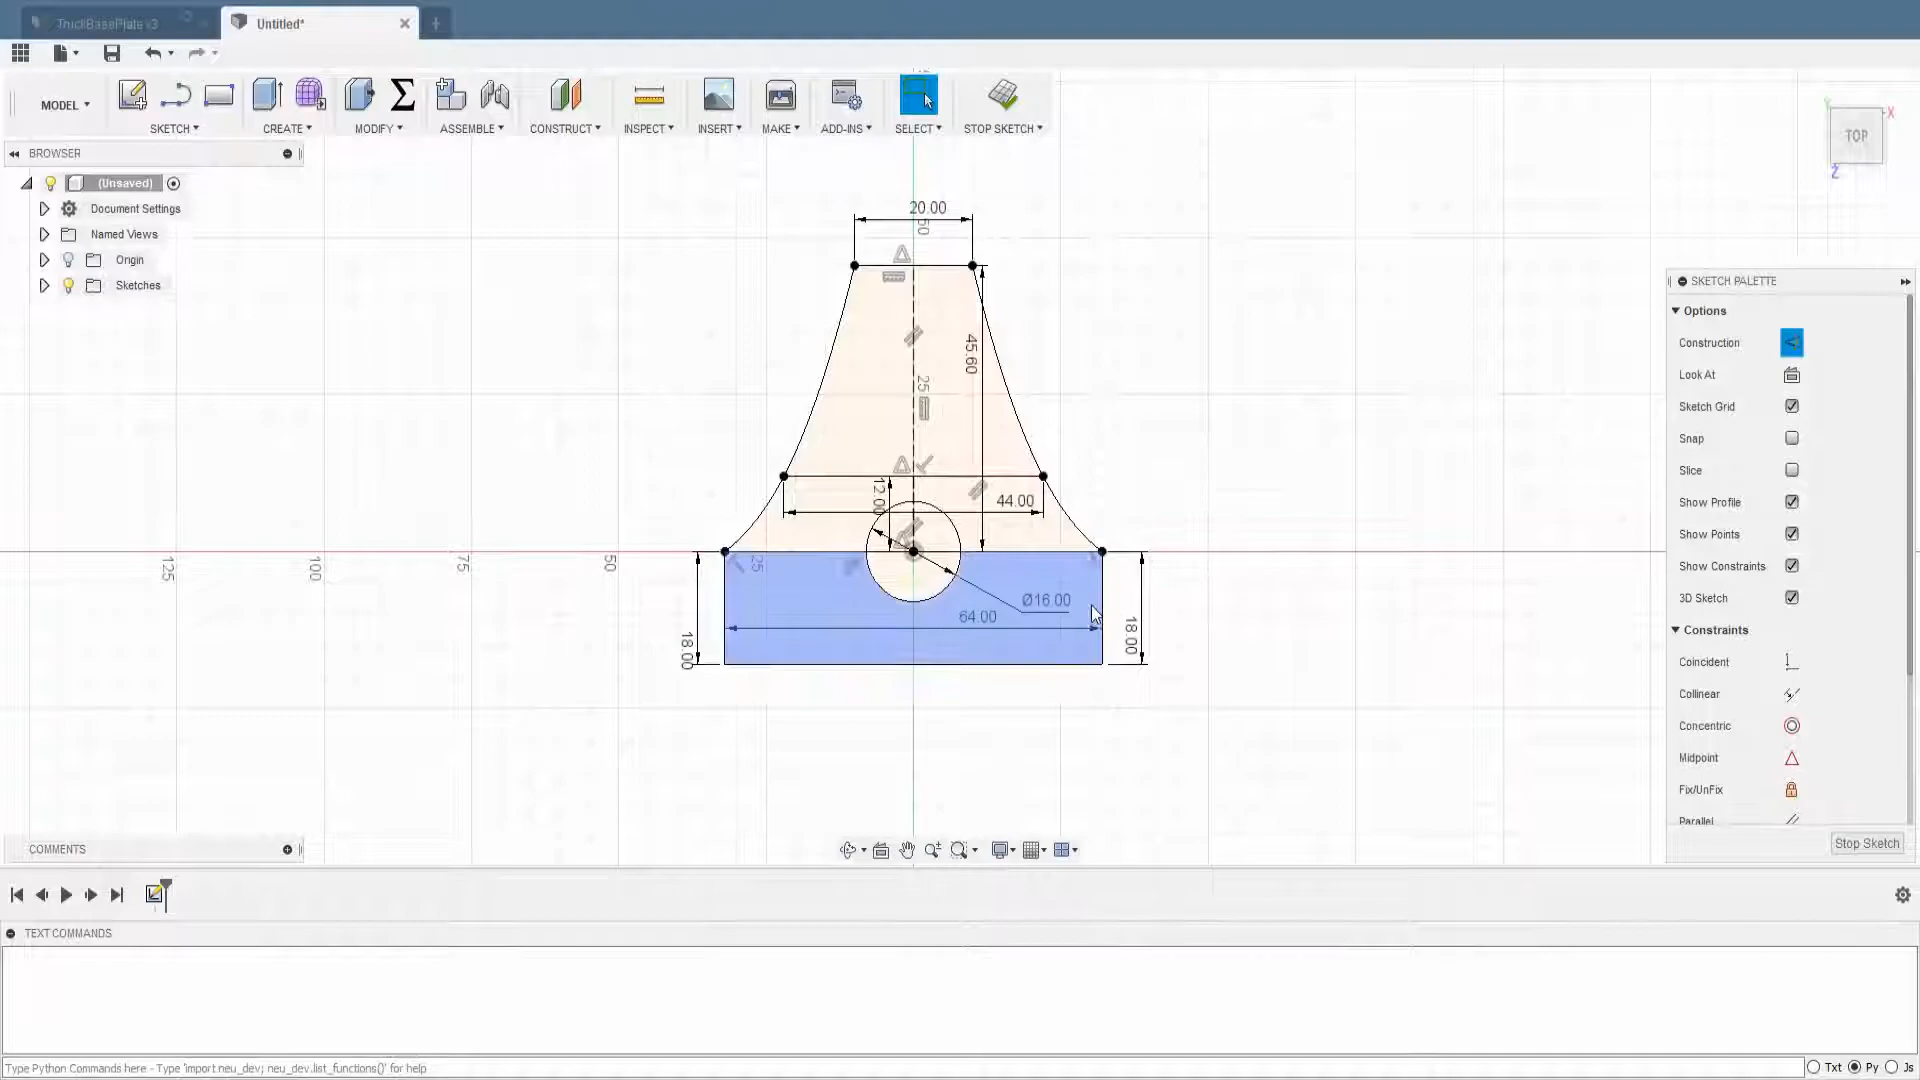 TruckBasePlate v3
Untitled*
MODEL
SKETCH
CREATE
MODIFY
ASSEMBLE
CONSTRUCT
INSPECT
INSERT
MAKE
ADD-INS
SELECT
STOP SKETCH
BROWSER
(Unsaved)
Document Settings
Named Views
Origin
Sketches
TOP
X
Y
Z
20.00
50
45.60
25
12.00
44.00
125
100
75
50
25
Ø16.00
64.00
18.00
18.00
SKETCH PALETTE
Options
Construction
Look At
Sketch Grid
Snap
Slice
Show Profile
Show Points
Show Constraints
3D Sketch
Constraints
Coincident
Collinear
Concentric
Midpoint
Fix/UnFix
Parallel
Stop Sketch
COMMENTS
TEXT COMMANDS
Type Python Commands here - Type 'import neu_dev; neu_dev.list_functions()' for help
Txt Py Js